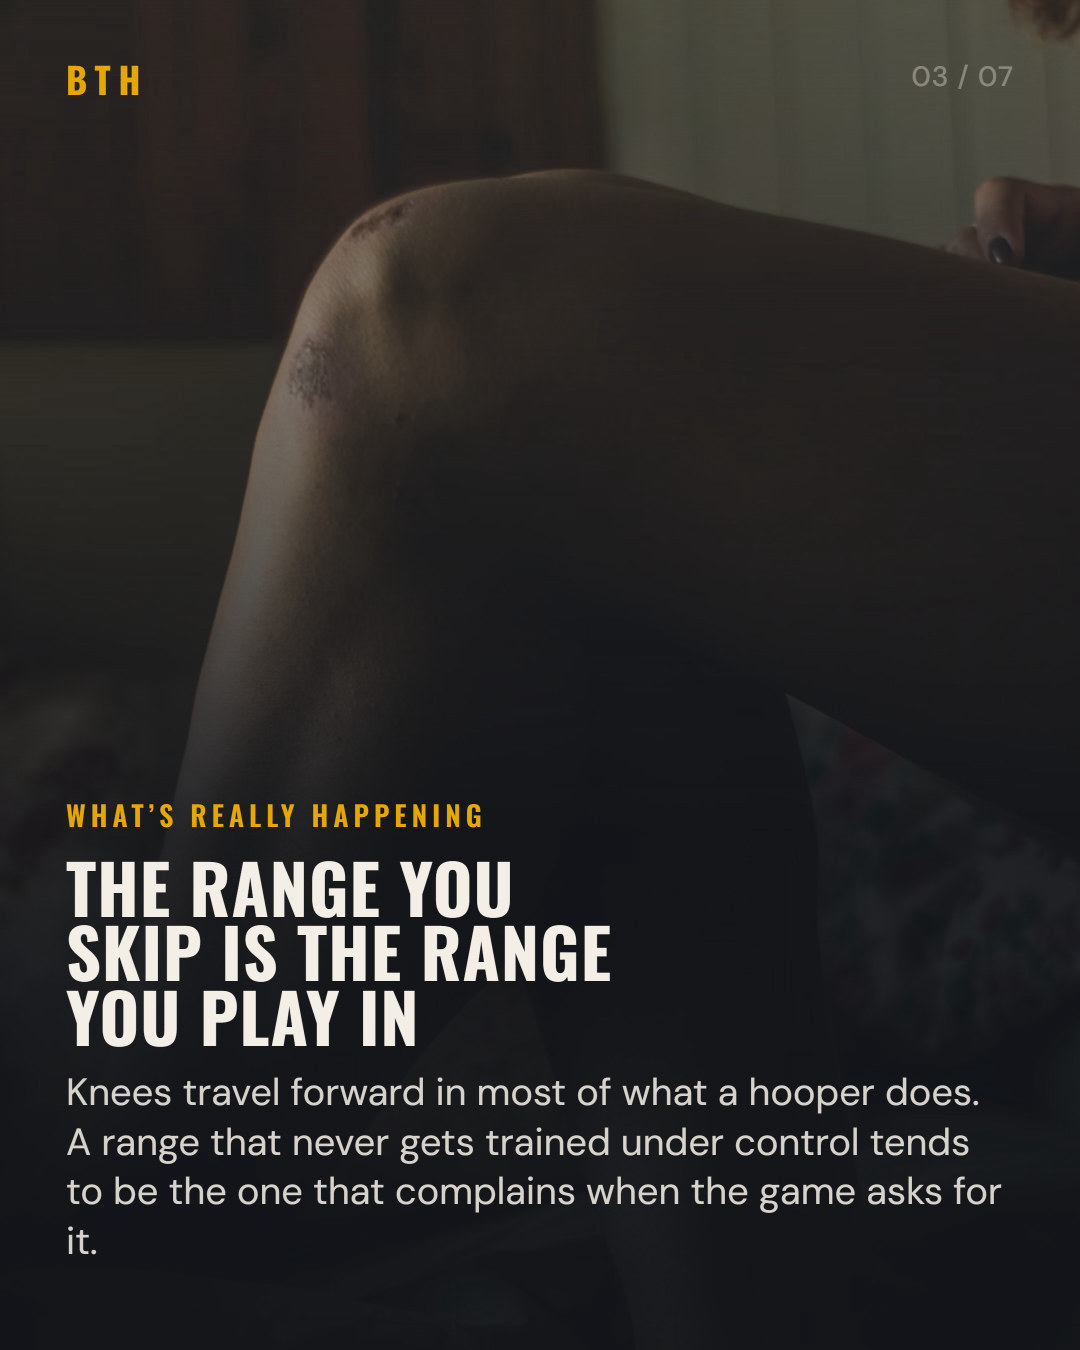 BTH
03 / 07
WHAT’S REALLY HAPPENING
THE RANGE YOU
SKIP IS THE RANGE
YOU PLAY IN
Knees travel forward in most of what a hooper does.
A range that never gets trained under control tends
to be the one that complains when the game asks for
it.